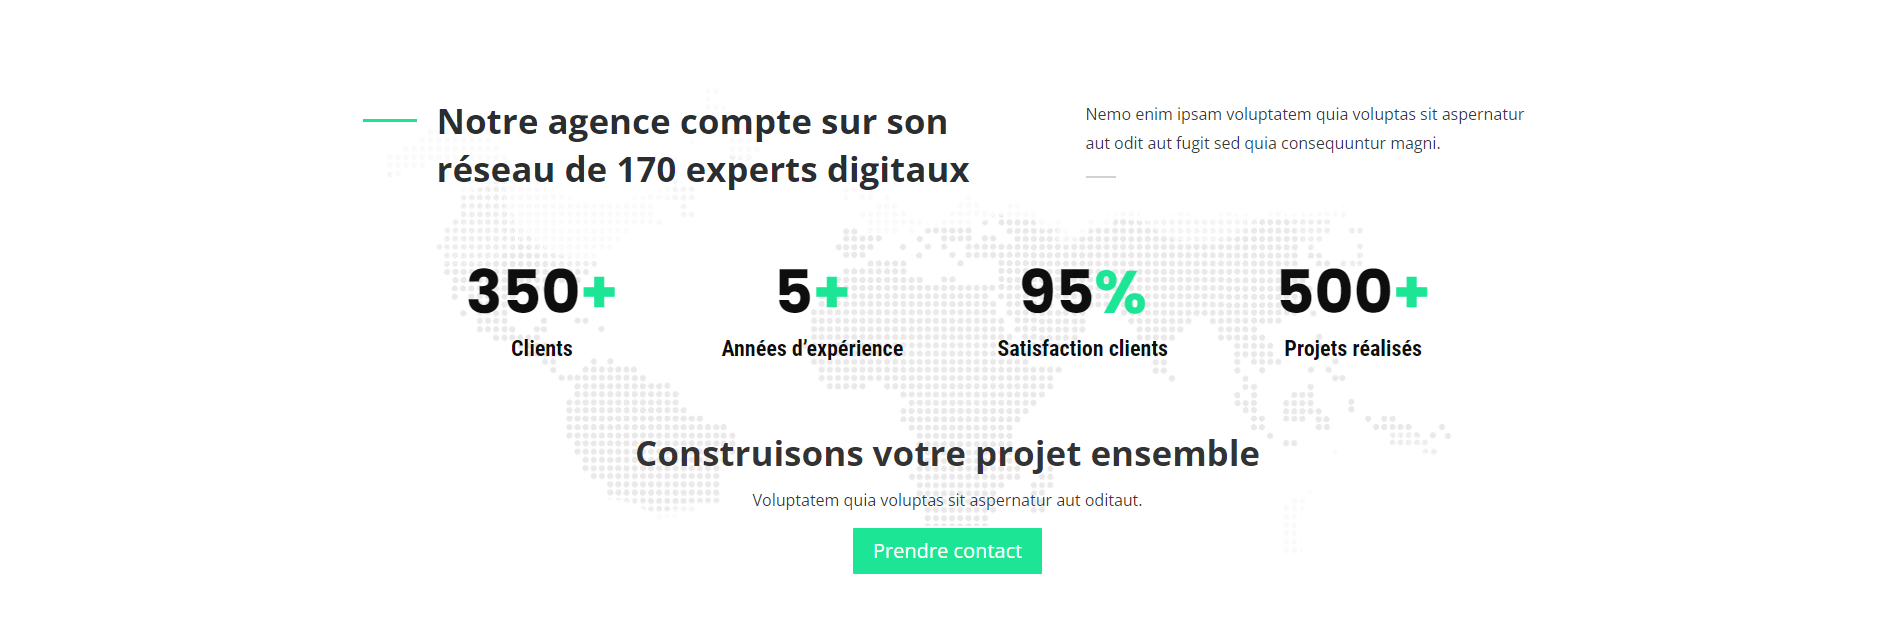 Notre agence compte sur son
réseau de 170 experts digitaux
Nemo enim ipsam voluptatem quia voluptas sit aspernatur
aut odit aut fugit sed quia consequuntur magni.
350+
Clients
5+
Années d’expérience
95%
Satisfaction clients
500+
Projets réalisés
Construisons votre projet ensemble
Voluptatem quia voluptas sit aspernatur aut oditaut.
Prendre contact